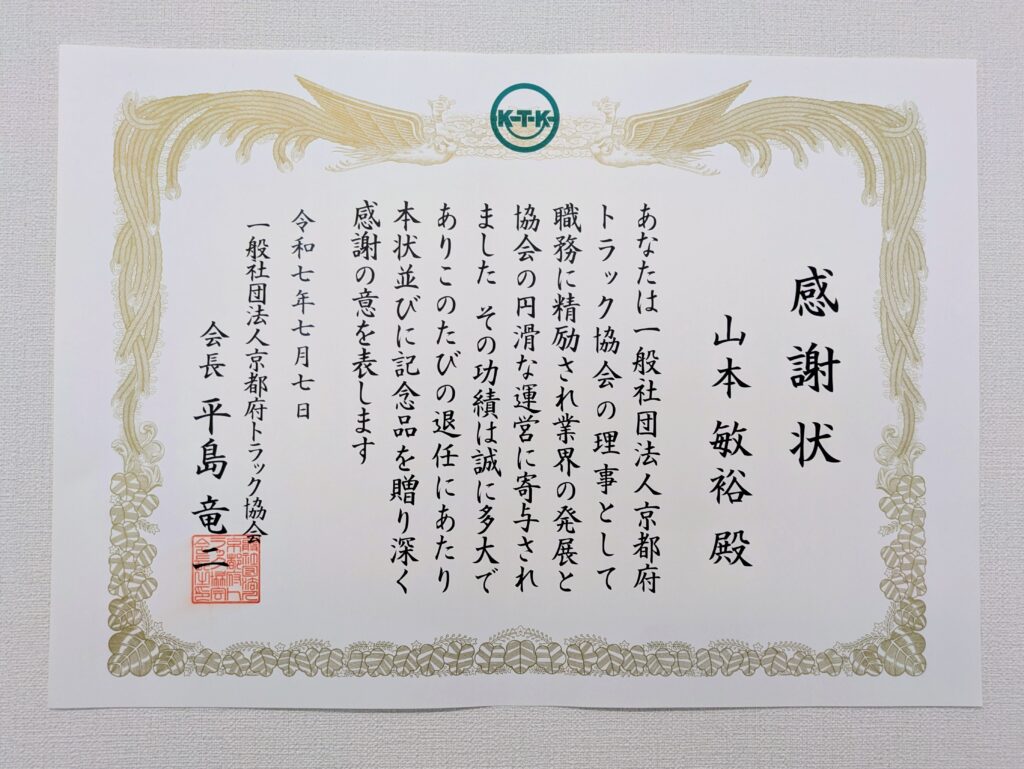 K-T-K
感謝状
山本敏裕殿
あなたは一般社団法人京都府
トラック協会の理事として
職務に精励され業界の発展と
協会の円滑な運営に寄与され
ました その功績は誠に多大で
ありこのたびの退任にあたり
本状並びに記念品を贈り深く
感謝の意を表します
令和七年七月七日
一般社団法人京都府トラック協会
会長 平島竜二